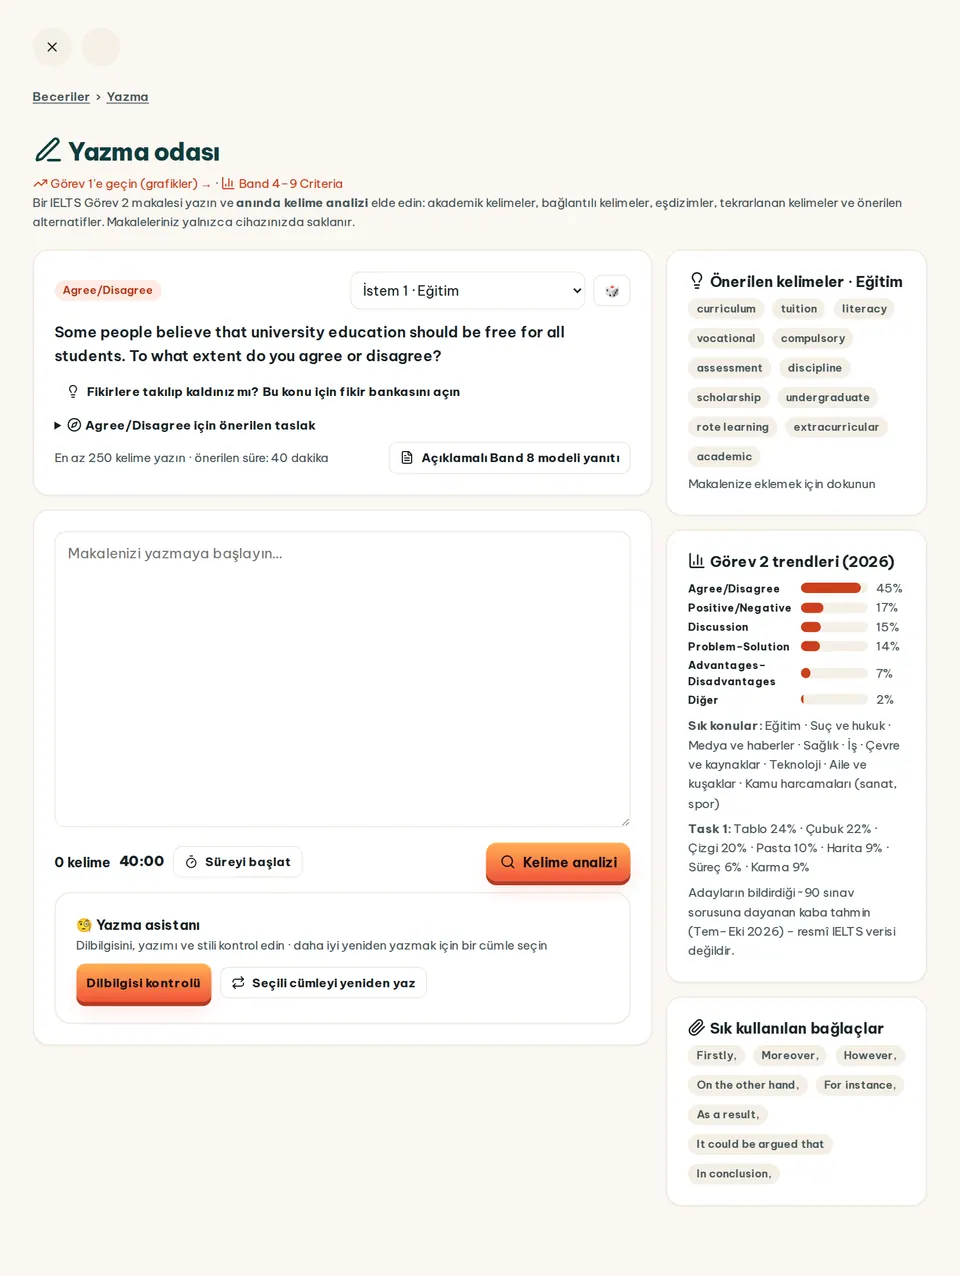 Beceriler › Yazma
Yazma odası
Görev 1'e geçin (grafikler) → · Band 4–9 Criteria
Bir IELTS Görev 2 makalesi yazın ve anında kelime analizi elde edin: akademik kelimeler, bağlantılı kelimeler, eşdizimler, tekrarlanan kelimeler ve önerilen
alternatifler. Makaleleriniz yalnızca cihazınızda saklanır.
Agree/Disagree
İstem 1 · Eğitim
Some people believe that university education should be free for all
students. To what extent do you agree or disagree?
Fikirlere takılıp kaldınız mı? Bu konu için fikir bankasını açın
Agree/Disagree için önerilen taslak
En az 250 kelime yazın · önerilen süre: 40 dakika
Açıklamalı Band 8 modeli yanıtı
Makalenizi yazmaya başlayın...
0 kelime 40:00 Süreyi başlat
Kelime analizi
Yazma asistanı
Dilbilgisini, yazımı ve stili kontrol edin · daha iyi yeniden yazmak için bir cümle seçin
Dilbilgisi kontrolü
Seçili cümleyi yeniden yaz
Önerilen kelimeler · Eğitim
curriculum tuition literacy
vocational compulsory
assessment discipline
scholarship undergraduate
rote learning extracurricular
academic
Makalenize eklemek için dokunun
Görev 2 trendleri (2026)
Agree/Disagree 45%
Positive/Negative 17%
Discussion 15%
Problem–Solution 14%
Advantages–
Disadvantages 7%
Diğer 2%
Sık konular: Eğitim · Suç ve hukuk ·
Medya ve haberler · Sağlık · İş · Çevre
ve kaynaklar · Teknoloji · Aile ve
kuşaklar · Kamu harcamaları (sanat,
spor)
Task 1: Tablo 24% · Çubuk 22% ·
Çizgi 20% · Pasta 10% · Harita 9% ·
Süreç 6% · Karma 9%
Adayların bildirdiği ~90 sınav
sorusuna dayanan kaba tahmin
(Tem–Eki 2026) – resmî IELTS verisi
değildir.
Sık kullanılan bağlaçlar
Firstly, Moreover, However,
On the other hand, For instance,
As a result,
It could be argued that
In conclusion,